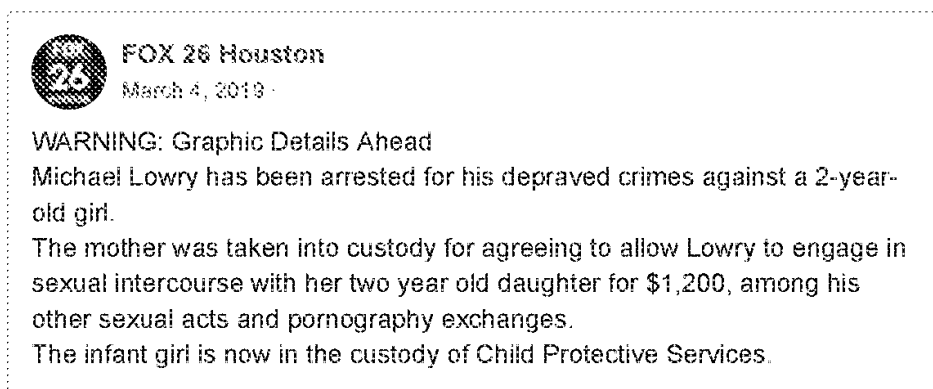 FOX 26
FOX 26 Houston
March 4, 2019 ·
WARNING: Graphic Details Ahead
Michael Lowry has been arrested for his depraved crimes against a 2-year-
old girl.
The mother was taken into custody for agreeing to allow Lowry to engage in
sexual intercourse with her two year old daughter for $1,200, among his
other sexual acts and pornography exchanges.
The infant girl is now in the custody of Child Protective Services.